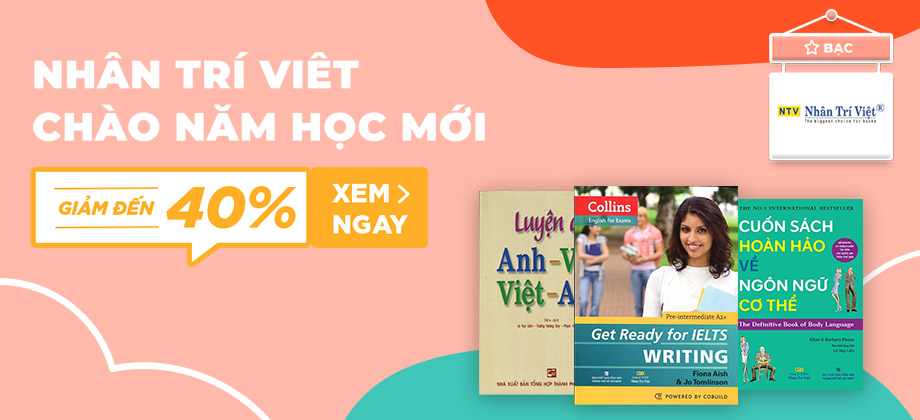 NHÂN TRÍ VIÊT
CHÀO NĂM HỌC MỚI
GIẢM ĐẾN 40%
XEM >
NGAY
BẠC
NTV Nhân Trí Việt®
The biggest choice for books
Luyện
Anh-V
Việt-A
NHÀ XUẤT BẢN TỔNG HỢP THÀNH
Collins
English for Exams
Pre-intermediate A2+
Get Ready for IELTS
WRITING
Fiona Aish
& Jo Tomlinson
POWERED BY COBUILD
THE NO.1 INTERNATIONAL BESTSELLER
CUỐN SÁCH
HOÀN HẢO
VỀ
NGÔN NGỮ
CƠ THỂ
The Definitive Book of Body Language
Allan & Barbara Pease
Lê Huy Lâm